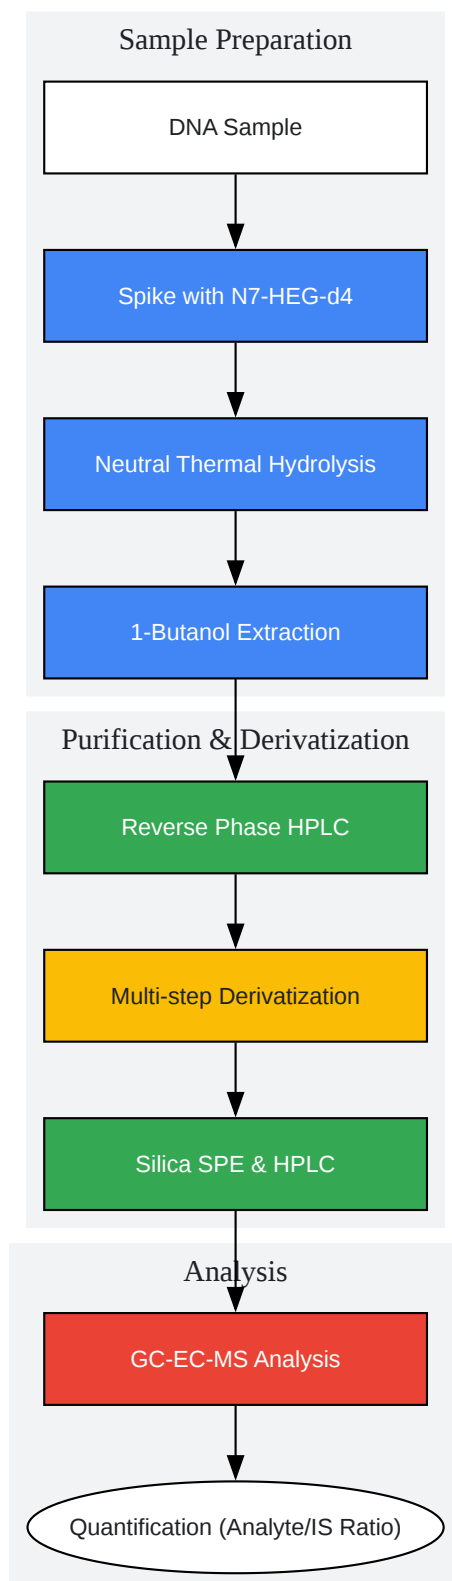 Sample Preparation
DNA Sample
Spike with N7-HEG-d4
Neutral Thermal Hydrolysis
1-Butanol Extraction
Purification & Derivatization
Reverse Phase HPLC
Multi-step Derivatization
Silica SPE & HPLC
Analysis
GC-EC-MS Analysis
Quantification (Analyte/IS Ratio)